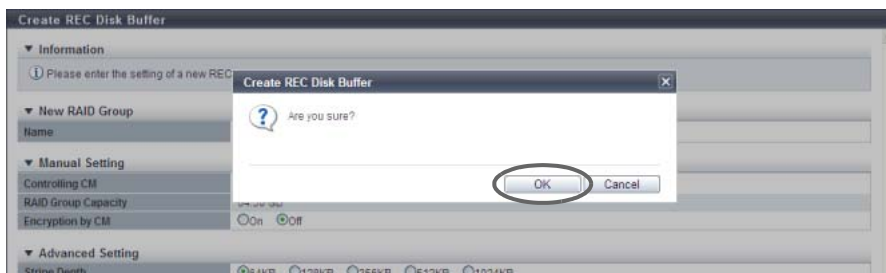 Create REC Disk Buffer
Information
Please enter the setting of a new REC
Create REC Disk Buffer
Are you sure?
New RAID Group
Name
Manual Setting
Controlling CM
OK Cancel
RAID Group Capacity
Encryption by CM On Off
Advanced Setting
Stripe Depth 64KB 128KB 256KB 512KB 1024KB